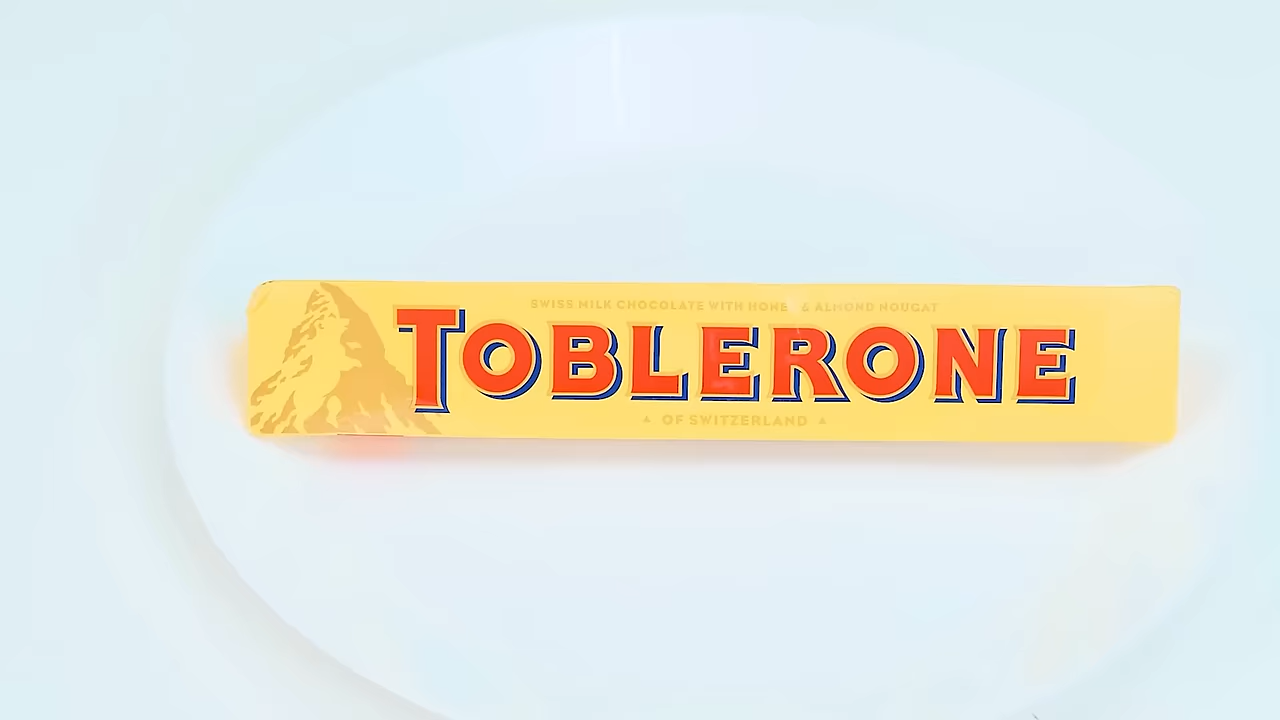 SWISS MILK CHOCOLATE WITH HONEY & ALMOND NOUGAT
TOBLERONE
OF SWITZERLAND